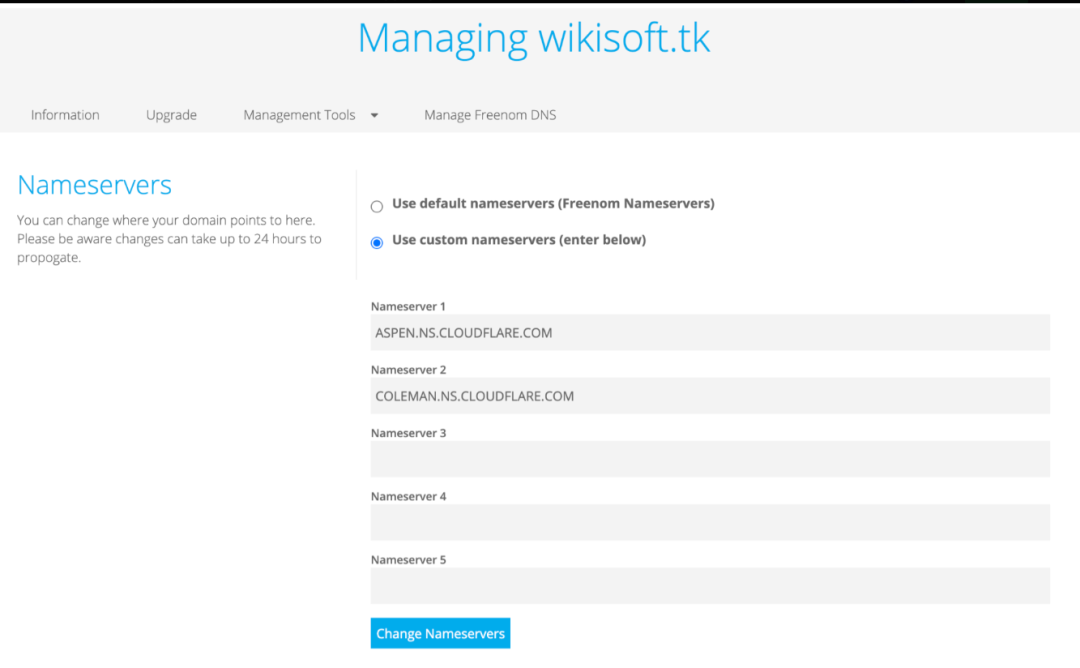 Managing wikisoft.tk
Information Upgrade Management Tools Manage Freenom DNS
Nameservers
You can change where your domain points to here.
Please be aware changes can take up to 24 hours to
propogate.
Use default nameservers (Freenom Nameservers)
Use custom nameservers (enter below)
Nameserver 1
ASPEN.NS.CLOUDFLARE.COM
Nameserver 2
COLEMAN.NS.CLOUDFLARE.COM
Nameserver 3
Nameserver 4
Nameserver 5
Change Nameservers